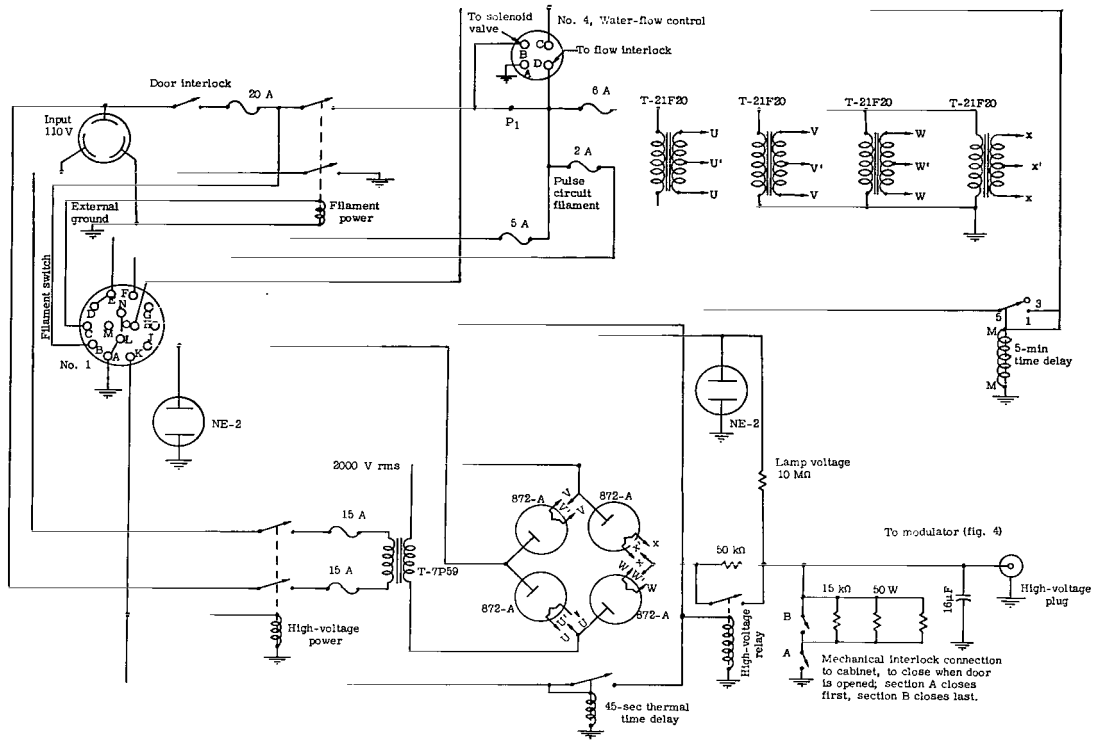 To solenoid
valve
No. 4, Water-flow control
B
C
A
D
To flow interlock
Door interlock
20 A
6 A
P1
Input
110 V
T-21F20
T-21F20
T-21F20
T-21F20
U
U'
U
V
V'
V
W
W'
W
x
x'
x
2 A
Pulse
circuit
filament
External
ground
Filament
power
5 A
Filament switch
E
F
D
N
G
C
M
P
H
L
J
B
A
K
No. 1
5
3
1
M
5-min
time delay
M
NE-2
NE-2
Lamp voltage
10 MΩ
2000 V rms
872-A
V
V'
V
872-A
15 A
15 A
T-7P59
x
x'
x
W
W'
W
872-A
U
U'
U
872-A
50 kΩ
To modulator (fig. 4)
High-voltage
plug
15 kΩ
50 W
16μF
B
A
High-voltage
power
High-voltage
relay
Mechanical interlock connection
to cabinet, to close when door
is opened; section A closes
first, section B closes last.
45-sec thermal
time delay